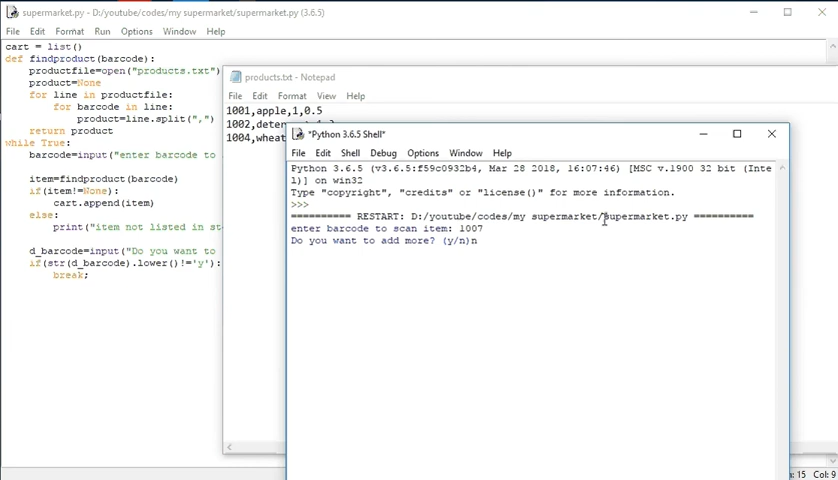 supermarket.py - D:/youtube/codes/my supermarket/supermarket.py (3.6.5)
File Edit Format Run Options Window Help
cart = list()
def findproduct(barcode):
    productfile=open("products.txt")
    product=None
    for line in productfile:
        for barcode in line:
            product=line.split(",")
    return product
while True:
    barcode=input("enter barcode to
    item=findproduct(barcode)
    if(item!=None):
        cart.append(item)
    else:
        print("item not listed in st
    d_barcode=input("Do you want to
    if(str(d_barcode).lower()!='y'):
        break;
products.txt - Notepad
File Edit Format View Help
1001,apple,1,0.5
1002,deter
1004,wheat
*Python 3.6.5 Shell*
File Edit Shell Debug Options Window Help
Python 3.6.5 (v3.6.5:f59c0932b4, Mar 28 2018, 16:07:46) [MSC v.1900 32 bit (Inte
l)] on win32
Type "copyright", "credits" or "license()" for more information.
>>>
========== RESTART: D:/youtube/codes/my supermarket/supermarket.py ==========
enter barcode to scan item: 1007
Do you want to add more? (y/n)n
: 15 Col: 9